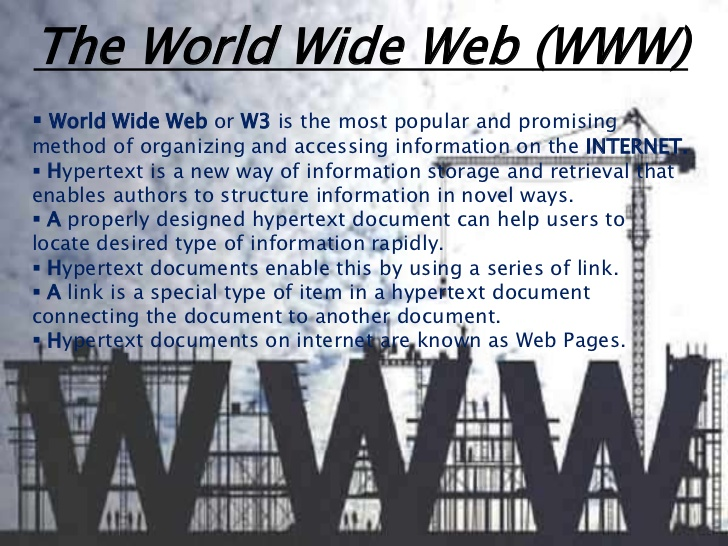 The World Wide Web (WWW)
▪ World Wide Web or W3 is the most popular and promising
method of organizing and accessing information on the INTERNET.
▪ Hypertext is a new way of information storage and retrieval that
enables authors to structure information in novel ways.
▪ A properly designed hypertext document can help users to
locate desired type of information rapidly.
▪ Hypertext documents enable this by using a series of link.
▪ A link is a special type of item in a hypertext document
connecting the document to another document.
▪ Hypertext documents on internet are known as Web Pages.
WWW